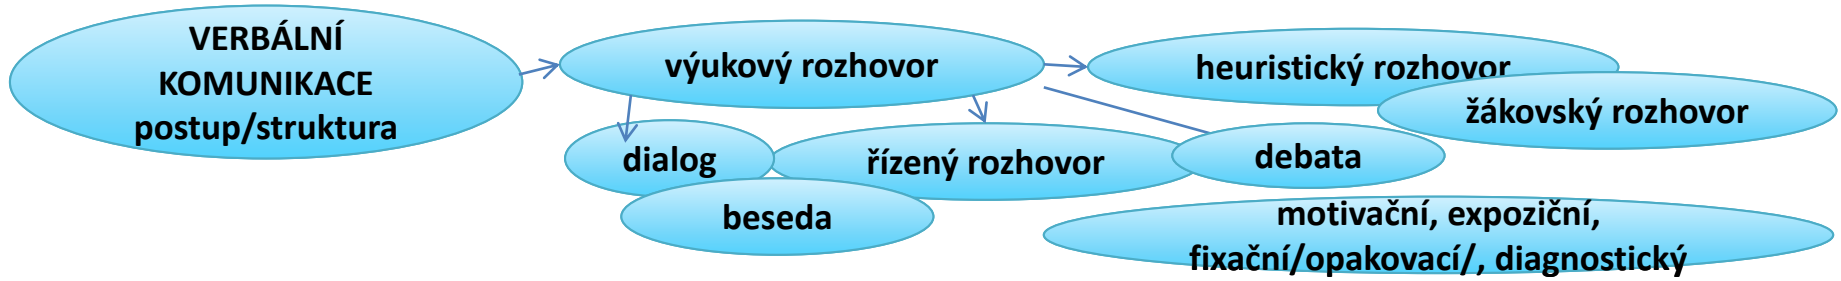 VERBÁLNÍ
KOMUNIKACE
postup/struktura
výukový rozhovor
heuristický rozhovor
žákovský rozhovor
dialog
řízený rozhovor
debata
beseda
motivační, expoziční,
fixační/opakovací/, diagnostický